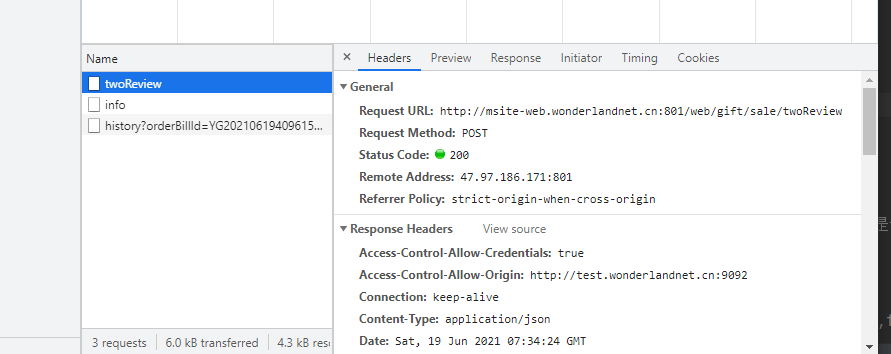 Name
twoReview
info
history?orderBillId=YG20210619409615...
3 requests 6.0 kB transferred 4.3 kB
× Headers Preview Response Initiator Timing Cookies
General
Request URL: http://msite-web.wonderlandnet.cn:801/web/gift/sale/twoReview
Request Method: POST
Status Code: 200
Remote Address: 47.97.186.171:801
Referrer Policy: strict-origin-when-cross-origin
Response Headers View source
Access-Control-Allow-Credentials: true
Access-Control-Allow-Origin: http://test.wonderlandnet.cn:9092
Connection: keep-alive
Content-Type: application/json
Date: Sat, 19 Jun 2021 07:34:24 GMT